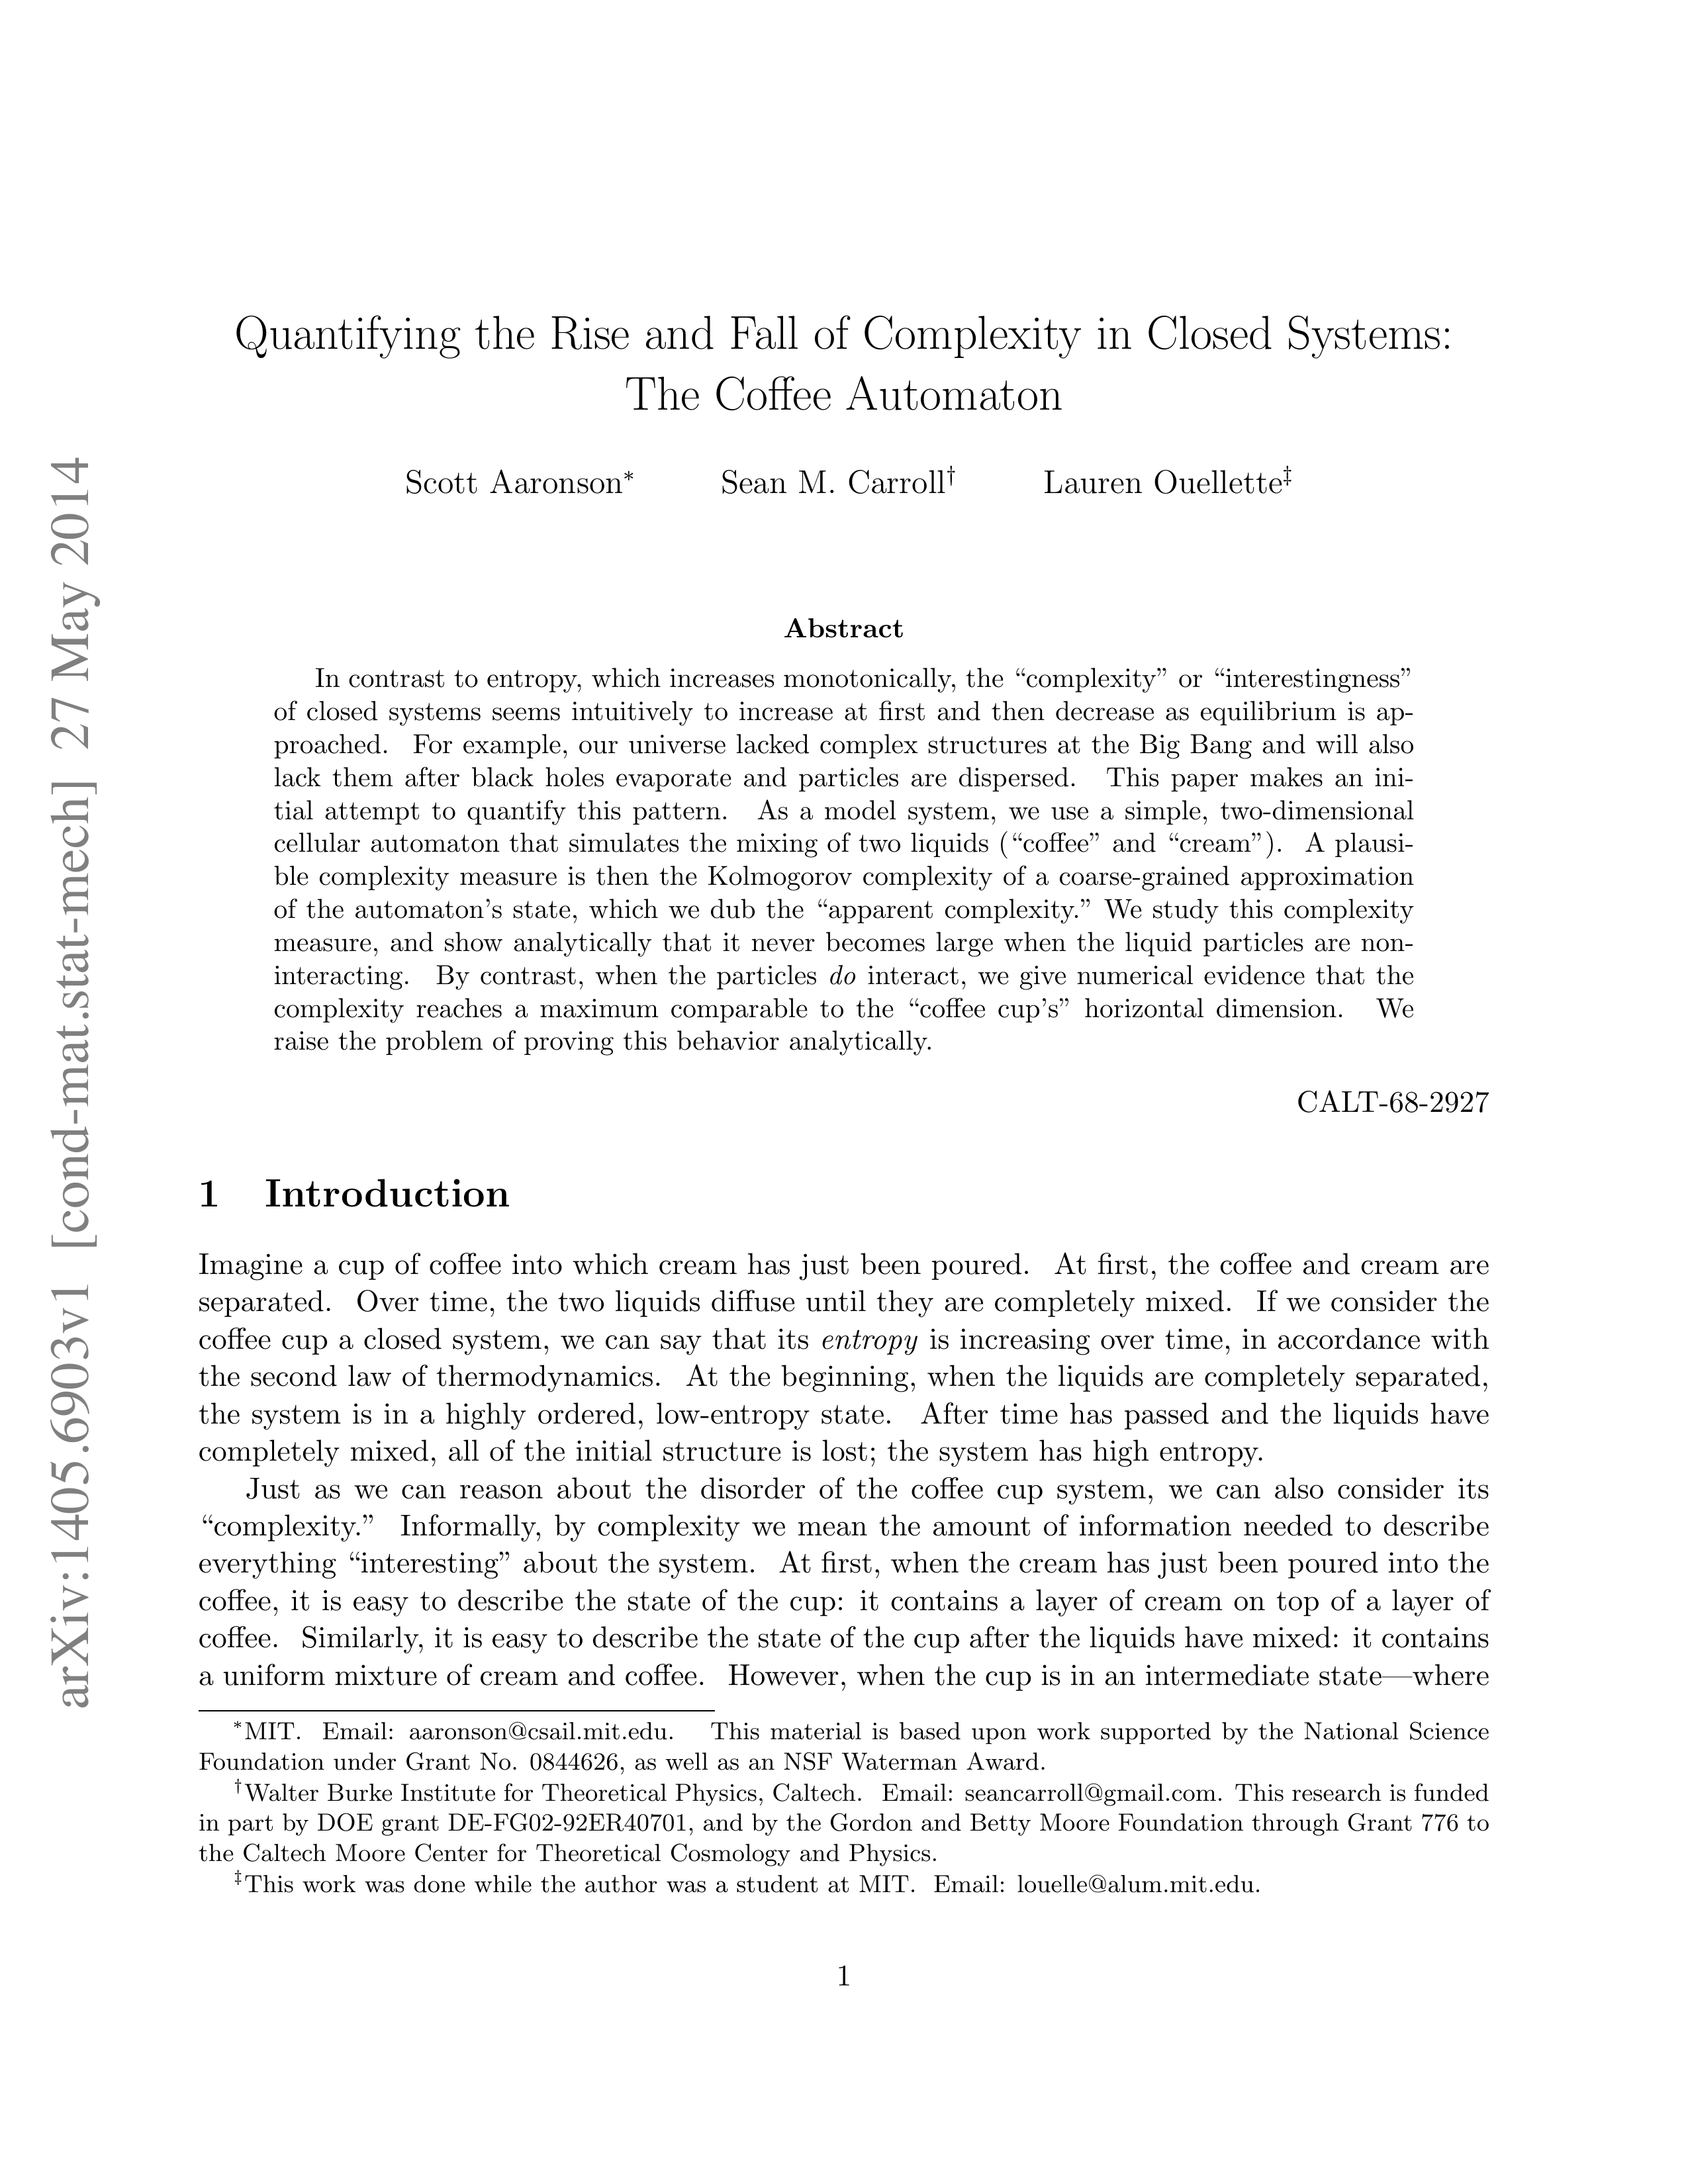 arXiv:1405.6903v1 [cond-mat.stat-mech] 27 May 2014
Quantifying the Rise and Fall of Complexity in Closed Systems:
The Coffee Automaton
Scott Aaronson* Sean M. Carroll† Lauren Ouellette‡
Abstract
In contrast to entropy, which increases monotonically, the “complexity” or “interestingness”
of closed systems seems intuitively to increase at first and then decrease as equilibrium is ap-
proached. For example, our universe lacked complex structures at the Big Bang and will also
lack them after black holes evaporate and particles are dispersed. This paper makes an ini-
tial attempt to quantify this pattern. As a model system, we use a simple, two-dimensional
cellular automaton that simulates the mixing of two liquids (“coffee” and “cream”). A plausi-
ble complexity measure is then the Kolmogorov complexity of a coarse-grained approximation
of the automaton’s state, which we dub the “apparent complexity.” We study this complexity
measure, and show analytically that it never becomes large when the liquid particles are non-
interacting. By contrast, when the particles do interact, we give numerical evidence that the
complexity reaches a maximum comparable to the “coffee cup’s” horizontal dimension. We
raise the problem of proving this behavior analytically.
CALT-68-2927
1 Introduction
Imagine a cup of coffee into which cream has just been poured. At first, the coffee and cream are
separated. Over time, the two liquids diffuse until they are completely mixed. If we consider the
coffee cup a closed system, we can say that its entropy is increasing over time, in accordance with
the second law of thermodynamics. At the beginning, when the liquids are completely separated,
the system is in a highly ordered, low-entropy state. After time has passed and the liquids have
completely mixed, all of the initial structure is lost; the system has high entropy.
Just as we can reason about the disorder of the coffee cup system, we can also consider its
“complexity.” Informally, by complexity we mean the amount of information needed to describe
everything “interesting” about the system. At first, when the cream has just been poured into the
coffee, it is easy to describe the state of the cup: it contains a layer of cream on top of a layer of
coffee. Similarly, it is easy to describe the state of the cup after the liquids have mixed: it contains
a uniform mixture of cream and coffee. However, when the cup is in an intermediate state—where
*MIT. Email: aaronson@csail.mit.edu. This material is based upon work supported by the National Science
Foundation under Grant No. 0844626, as well as an NSF Waterman Award.
†Walter Burke Institute for Theoretical Physics, Caltech. Email: seancarroll@gmail.com. This research is funded
in part by DOE grant DE-FG02-92ER40701, and by the Gordon and Betty Moore Foundation through Grant 776 to
the Caltech Moore Center for Theoretical Cosmology and Physics.
‡This work was done while the author was a student at MIT. Email: louelle@alum.mit.edu.
1